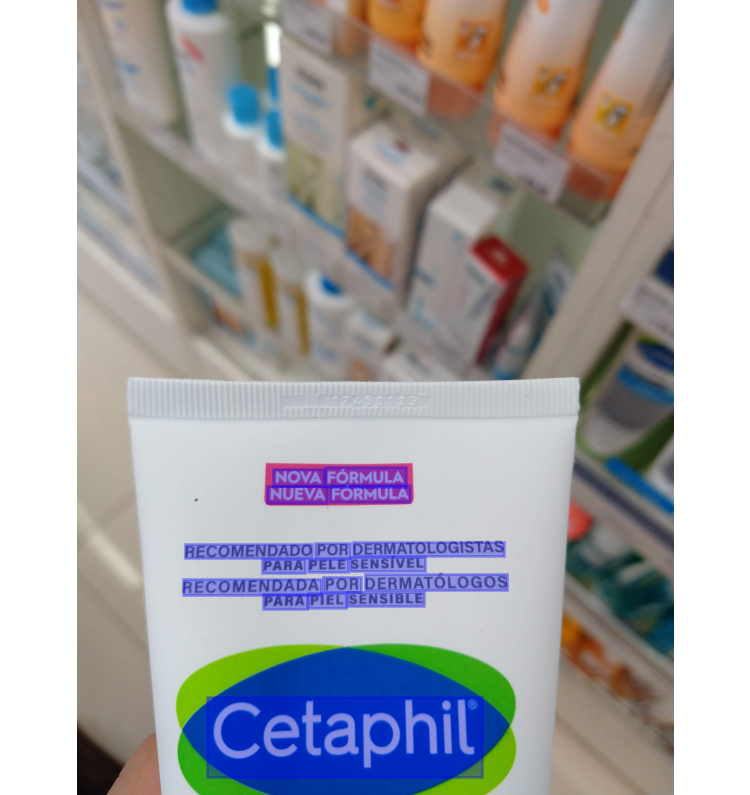 NOVA FÓRMULA
NUEVA FORMULA
RECOMENDADO POR DERMATOLOGISTAS
PARA PELE SENSÍVEL
RECOMENDADA POR DERMATÓLOGOS
PARA PIEL SENSIBLE
Cetaphil®